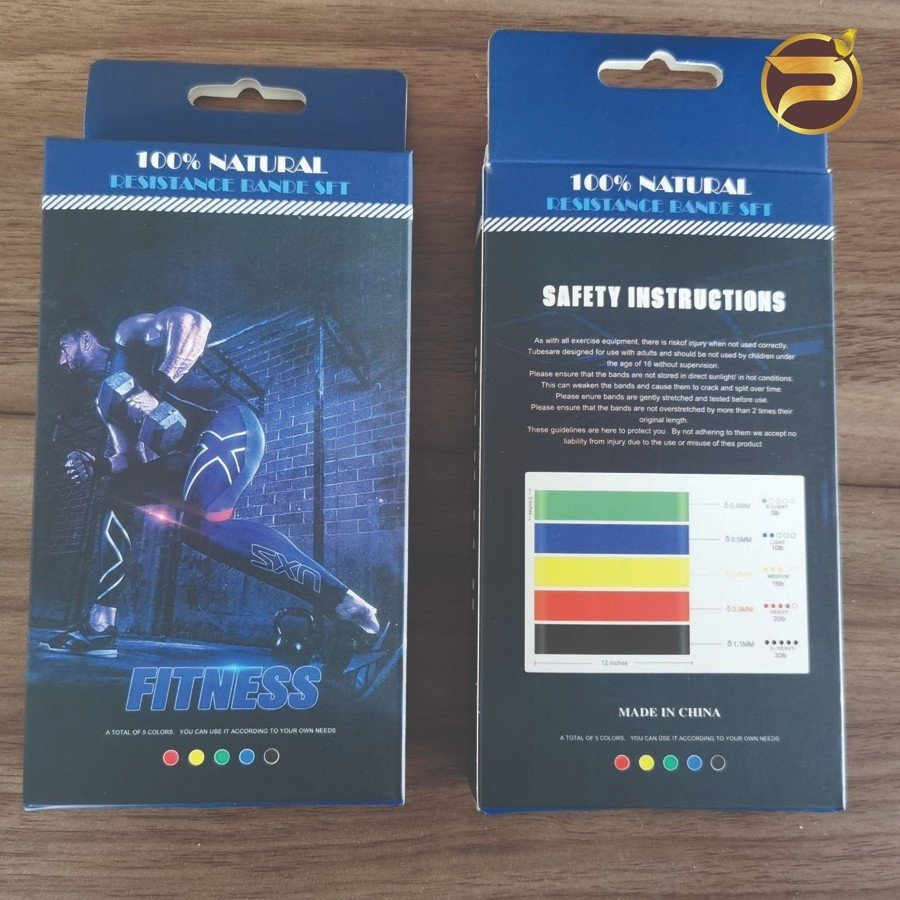 100% NATURAL
RESISTANCE BANDE SFT
SXN
FITNESS
A TOTAL OF 5 COLORS, YOU CAN USE IT ACCORDING TO YOUR OWN NEEDS
100% NATURAL
RESISTANCE BANDE SFT
SAFETY INSTRUCTIONS
As with all exercise equipment, there is riskof injury when not used correctly.
Tubesare designed for use with adults and should be not used by children under
the age of 16 without supervision.
Please ensure that the bands are not stored in direct sunlight/ in hot conditions.
This can weaken the bands and cause them to crack and split over time.
Please enure bands are gently stretched and tested before use.
Please ensure that the bands are not overstretched by more than 2 times their
original length.
These guidelines are here to protect you . By not adhering to them we accept no
liability from injury due to the use or misuse of thes product
δ0.4MM
X-LIGHT
5lb
δ0.5MM
LIGHT
10lb
MEDIUM
15lb
δ0.9MM
HEAVY
20lb
δ1.1MM
X-HEAVY
30lb
12 inches
MADE IN CHINA
A TOTAL OF 5 COLORS, YOU CAN ÜSE IT ACCORDING TO YOUR OWN NEEDS